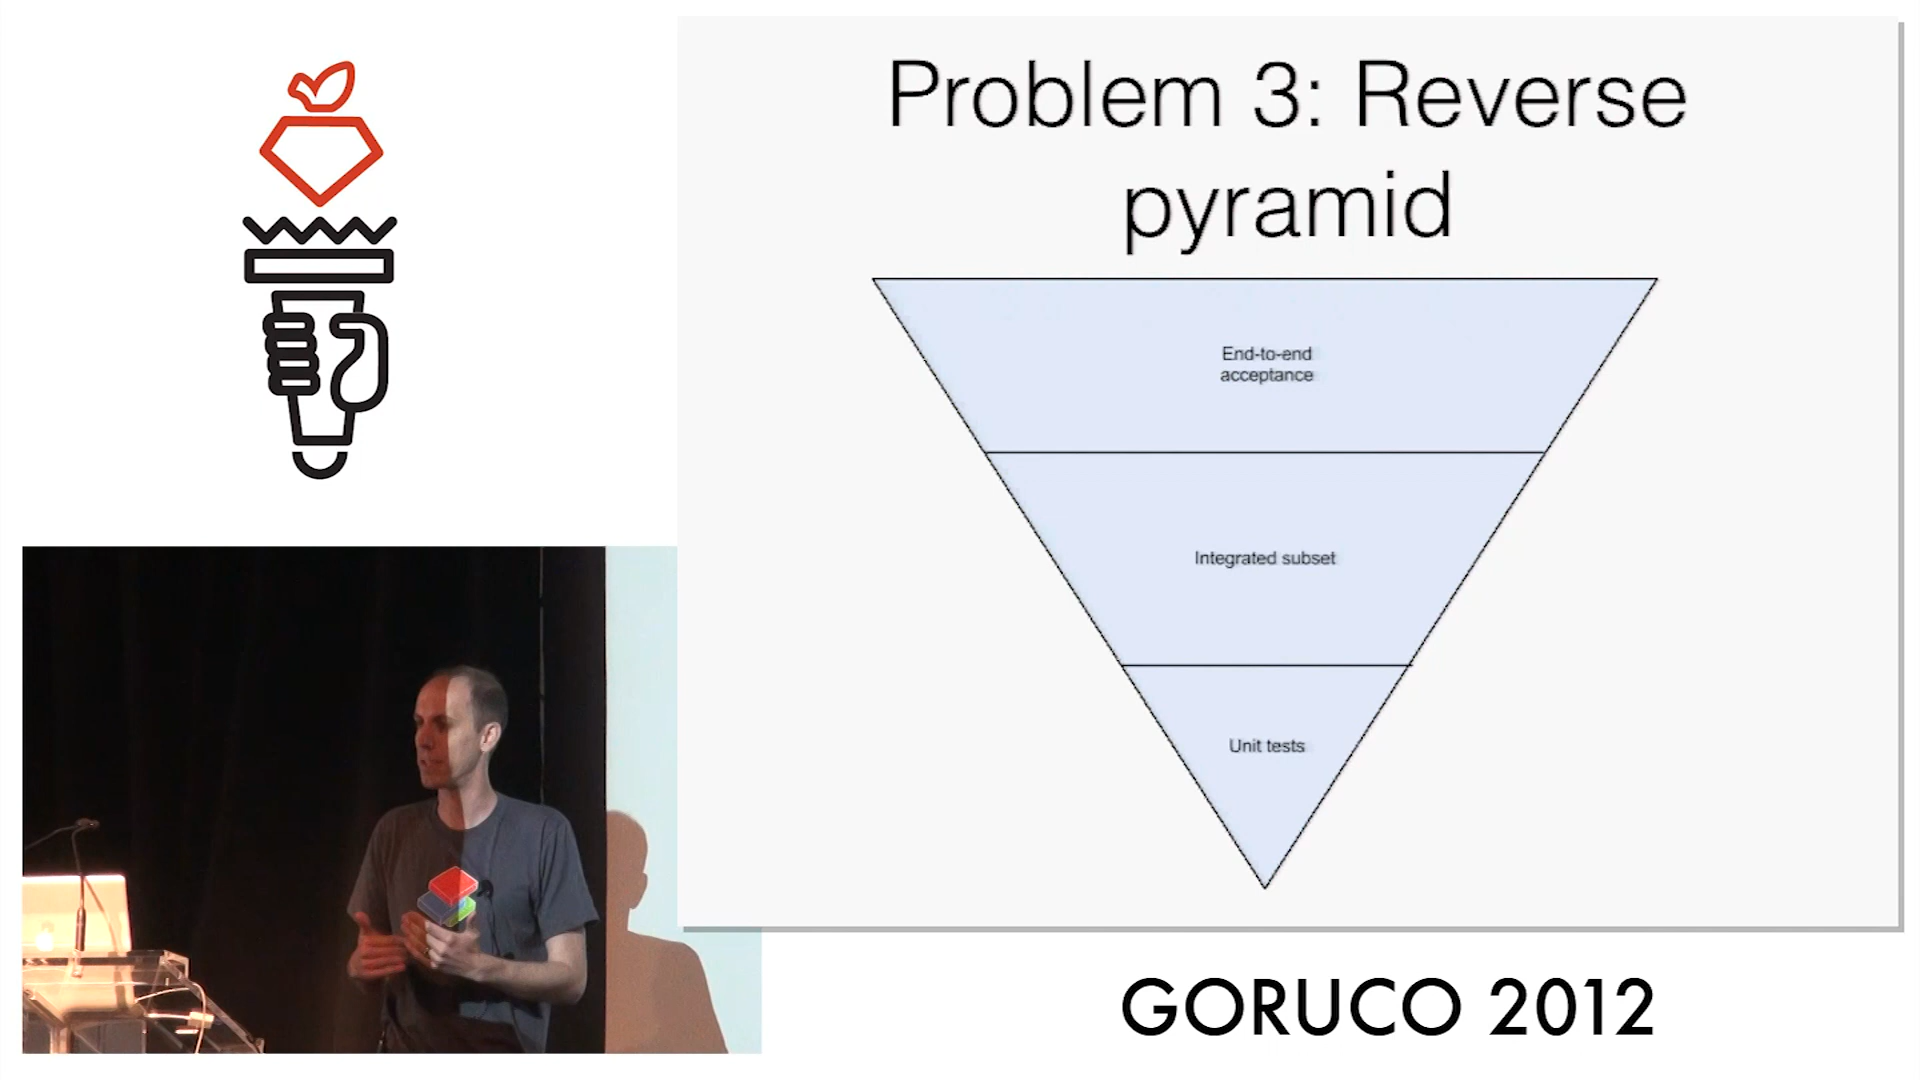 Problem 3: Reverse
pyramid
End-to-end
acceptance
Integrated subset
Unit tests
GORUCO 2012